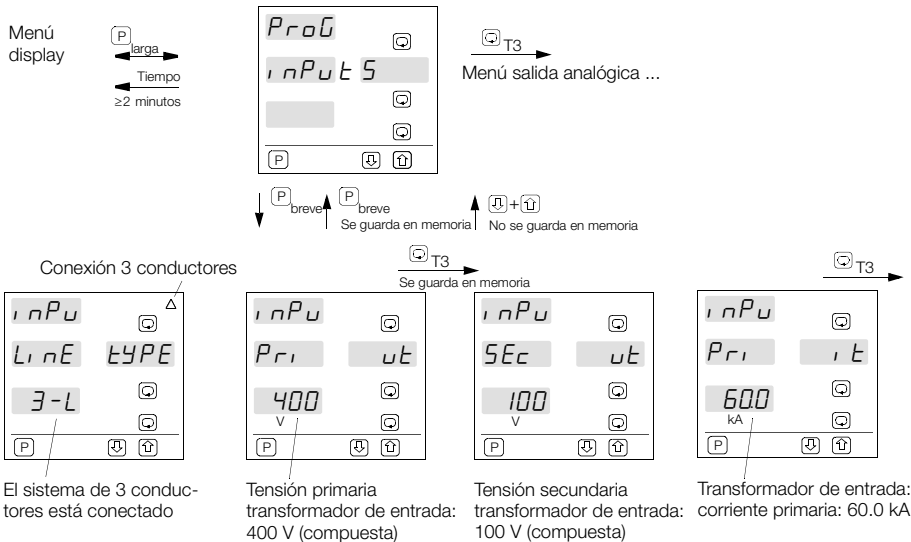 Menú
display
P
larga
Tiempo
≥2 minutos
ProG
inPutS
P
T3
Menú salida analógica ...
P
breve
P
breve
Se guarda en memoria
+
No se guarda en memoria
Conexión 3 conductores
T3
Se guarda en memoria
T3
inPu
Δ
LinE tYPE
3-L
P
El sistema de 3 conduc-
tores está conectado
inPu
Pri ut
400
V
P
Tensión primaria
transformador de entrada:
400 V (compuesta)
inPu
SEc ut
100
V
P
Tensión secundaria
transformador de entrada:
100 V (compuesta)
inPu
Pri it
60.0
kA
P
Transformador de entrada:
corriente primaria: 60.0 kA